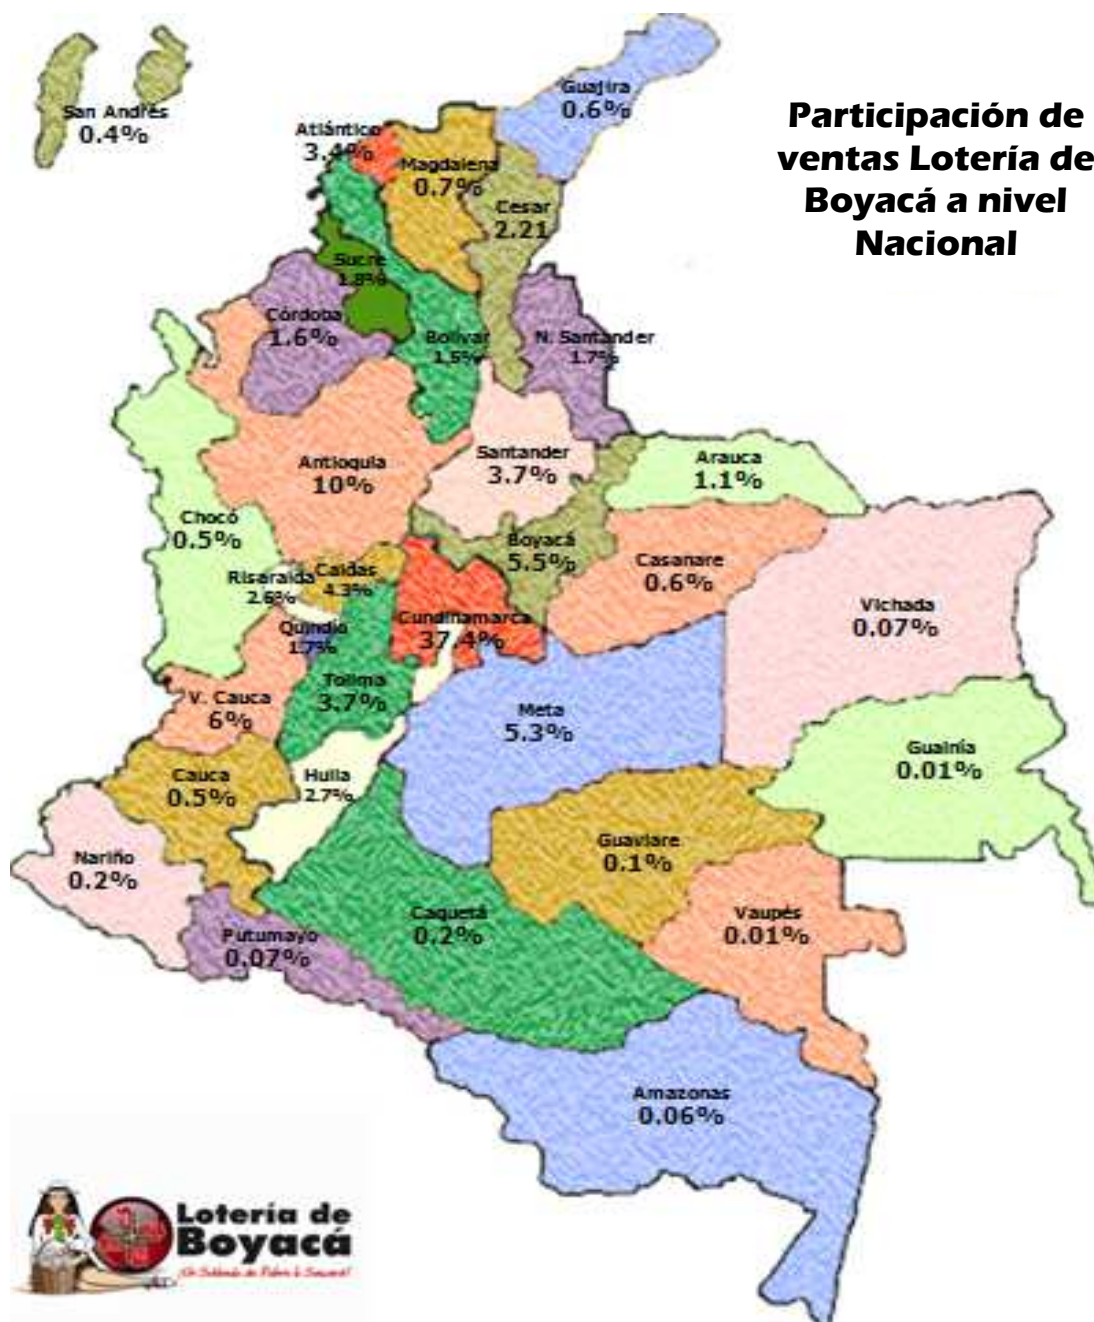 San Andrés
0.4%
Guajira
0.6%
Participación de
ventas Lotería de
Boyacá a nivel
Nacional
Atlántico
3.4%
Magdalena
0.7%
Cesar
2.21
Sucre
1.8%
Córdoba
1.6%
Bolívar
1.5%
N. Santander
1.7%
Antioquia
10%
Santander
3.7%
Arauca
1.1%
Chocó
0.5%
Boyacá
5.5%
Casanare
0.6%
Risaralda
2.6%
Caldas
4.3%
Vichada
0.07%
Quindio
1.7%
Cundinamarca
37.4%
Tolima
3.7%
V. Cauca
6%
Meta
5.3%
Guainía
0.01%
Cauca
0.5%
Huila
2.7%
Guaviare
0.1%
Nariño
0.2%
Caquetá
0.2%
Vaupés
0.01%
Putumayo
0.07%
Amazonas
0.06%
Lotería de
Boyacá